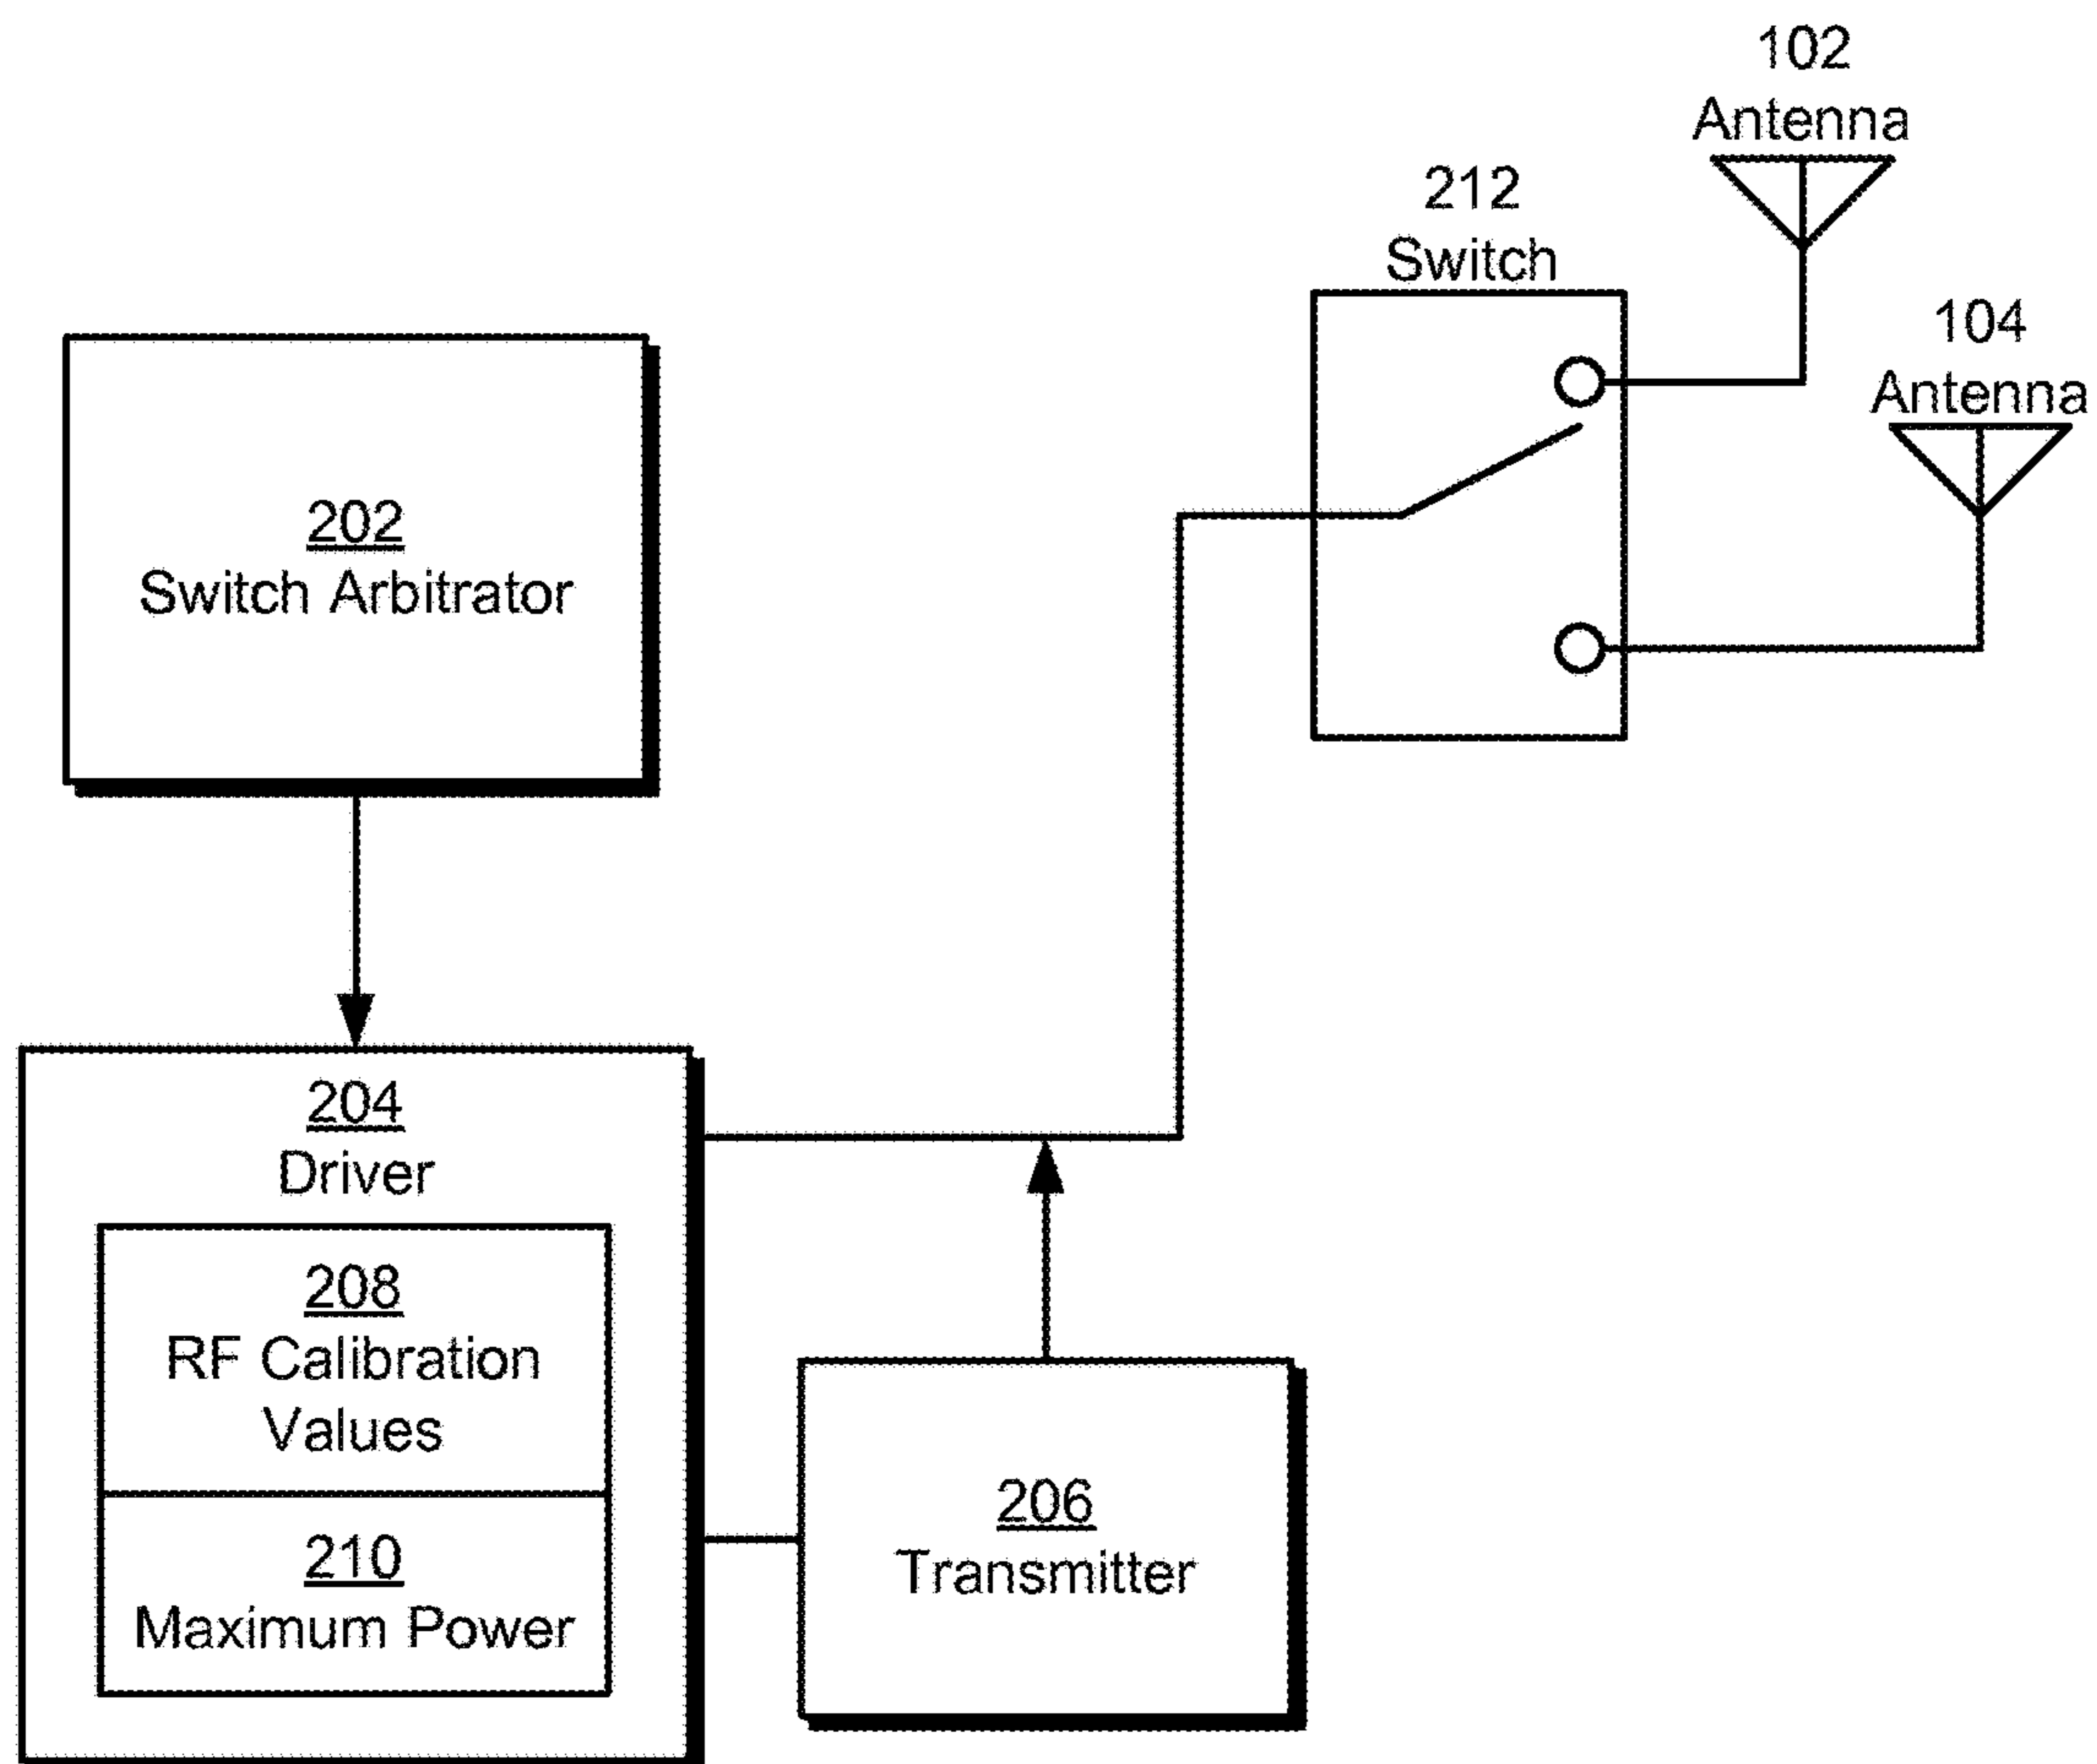 102
Antenna
212
Switch
104
Antenna
202
Switch Arbitrator
204
Driver
208
RF Calibration
Values
210
Maximum Power
206
Transmitter